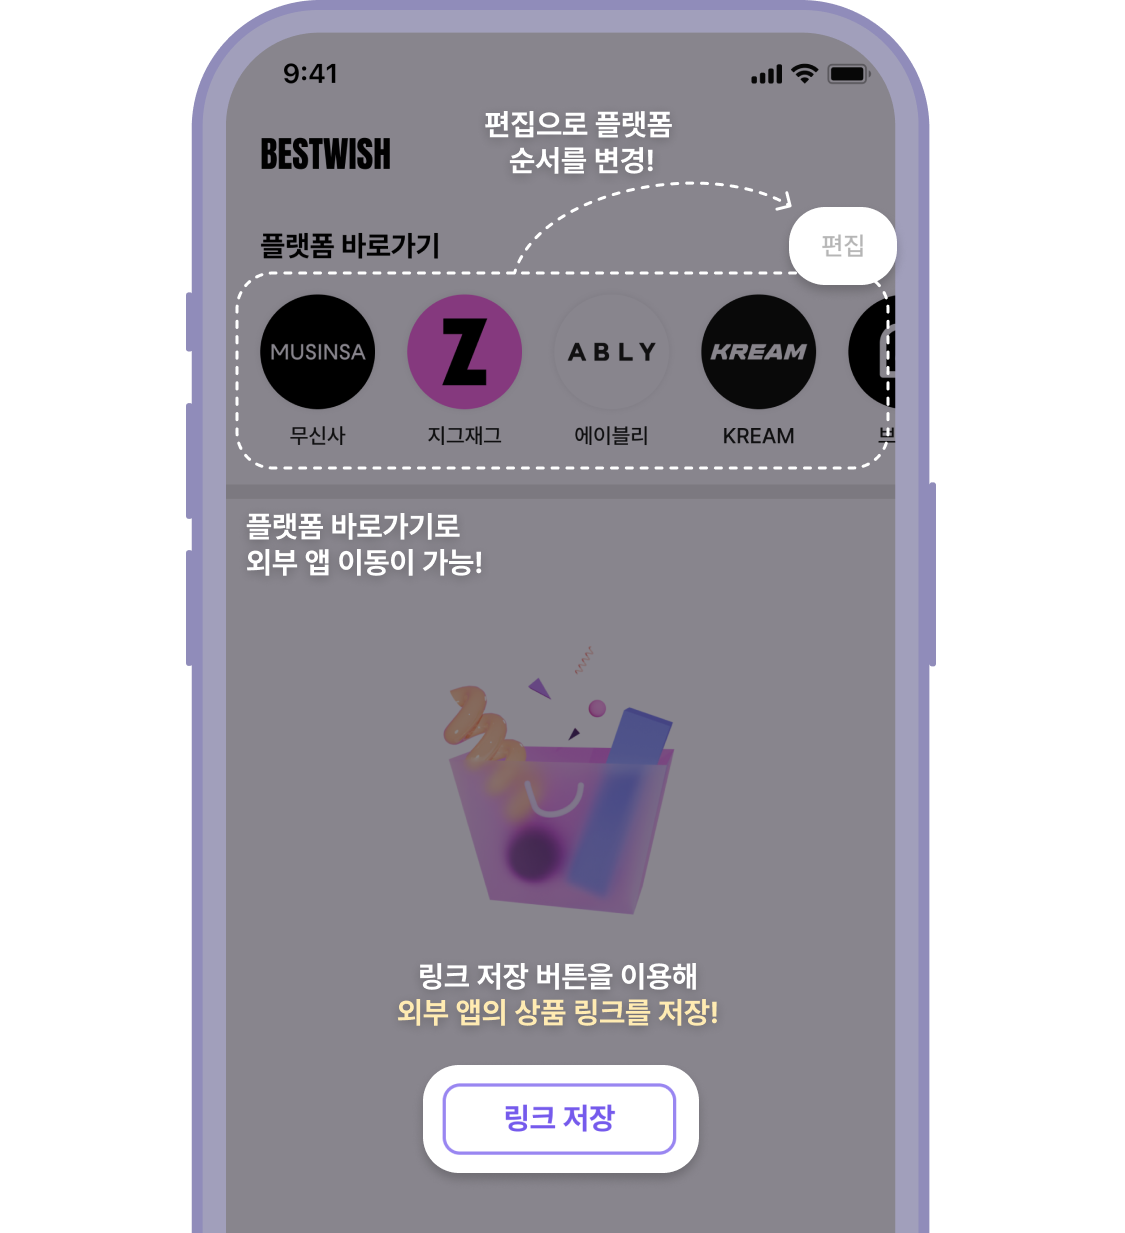 9:41
편집으로 플랫폼
순서를 변경!
BESTWISH
플랫폼 바로가기
편집
MUSINSA
Z
ABLY
KREAM
무신사
지그재그
에이블리
KREAM
브
플랫폼 바로가기로
외부 앱 이동이 가능!
링크 저장 버튼을 이용해
외부 앱의 상품 링크를 저장!
링크 저장